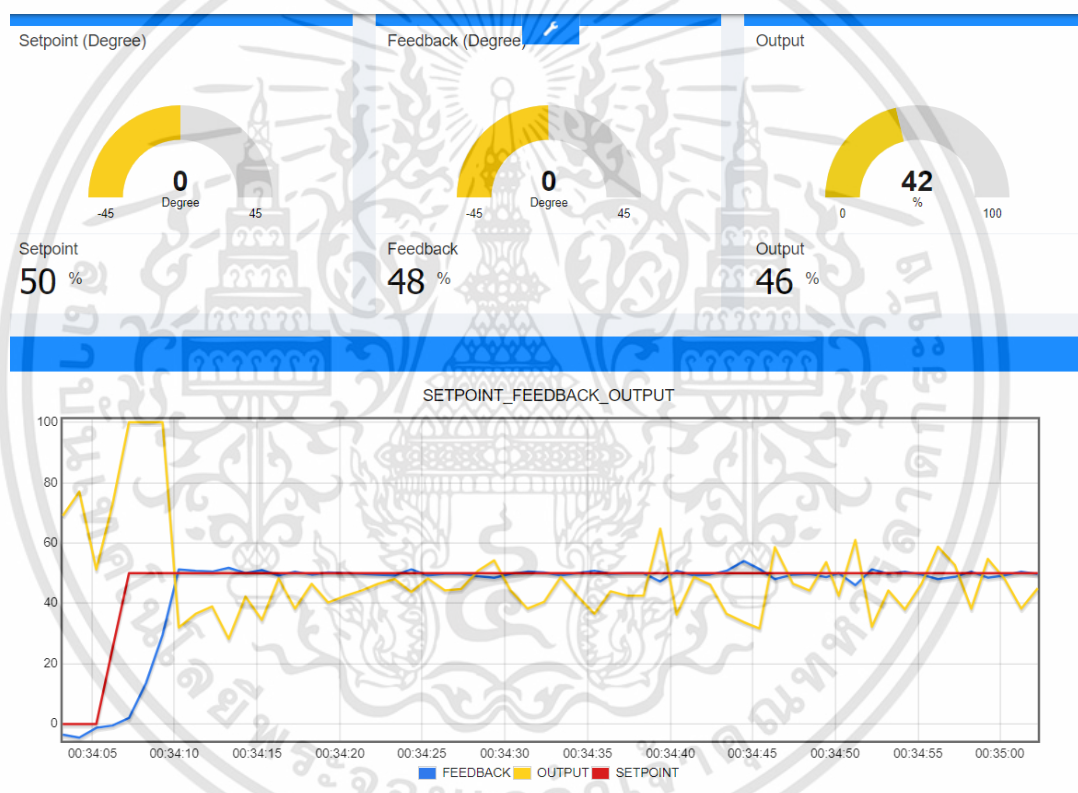 Setpoint (Degree)
0
Degree
-45
45
Setpoint
50 %
Feedback (Degree)
0
Degree
-45
45
Feedback
48 %
Output
42
%
0
100
Output
46 %
SETPOINT_FEEDBACK_OUTPUT
100
80
60
40
20
0
00:34:05 00:34:10 00:34:15 00:34:20 00:34:25 00:34:30 00:34:35 00:34:40 00:34:45 00:34:50 00:34:55 00:35:00
FEEDBACK OUTPUT SETPOINT